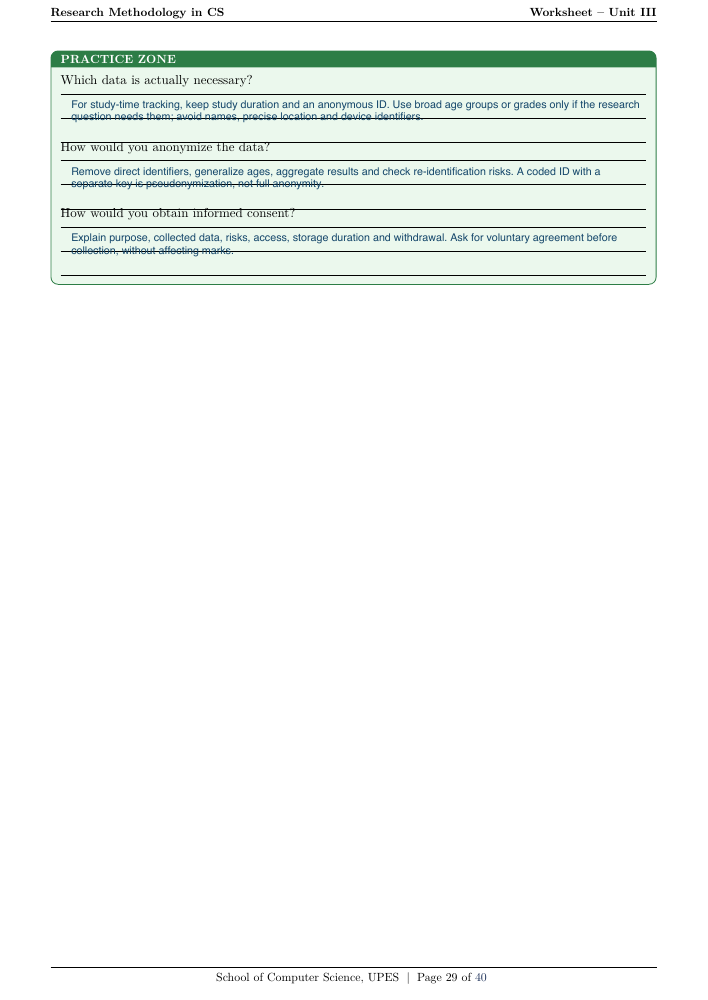 Research Methodology in CS Worksheet – Unit III
PRACTICE ZONE
Which data is actually necessary?
For study-time tracking, keep study duration and an anonymous ID. Use broad age groups or grades only if the research
question needs them; avoid names, precise location and device identifiers.
How would you anonymize the data?
Remove direct identifiers, generalize ages, aggregate results and check re-identification risks. A coded ID with a
separate key is pseudonymization, not full anonymity.
How would you obtain informed consent?
Explain purpose, collected data, risks, access, storage duration and withdrawal. Ask for voluntary agreement before
collection, without affecting marks.
School of Computer Science, UPES | Page 29 of 40